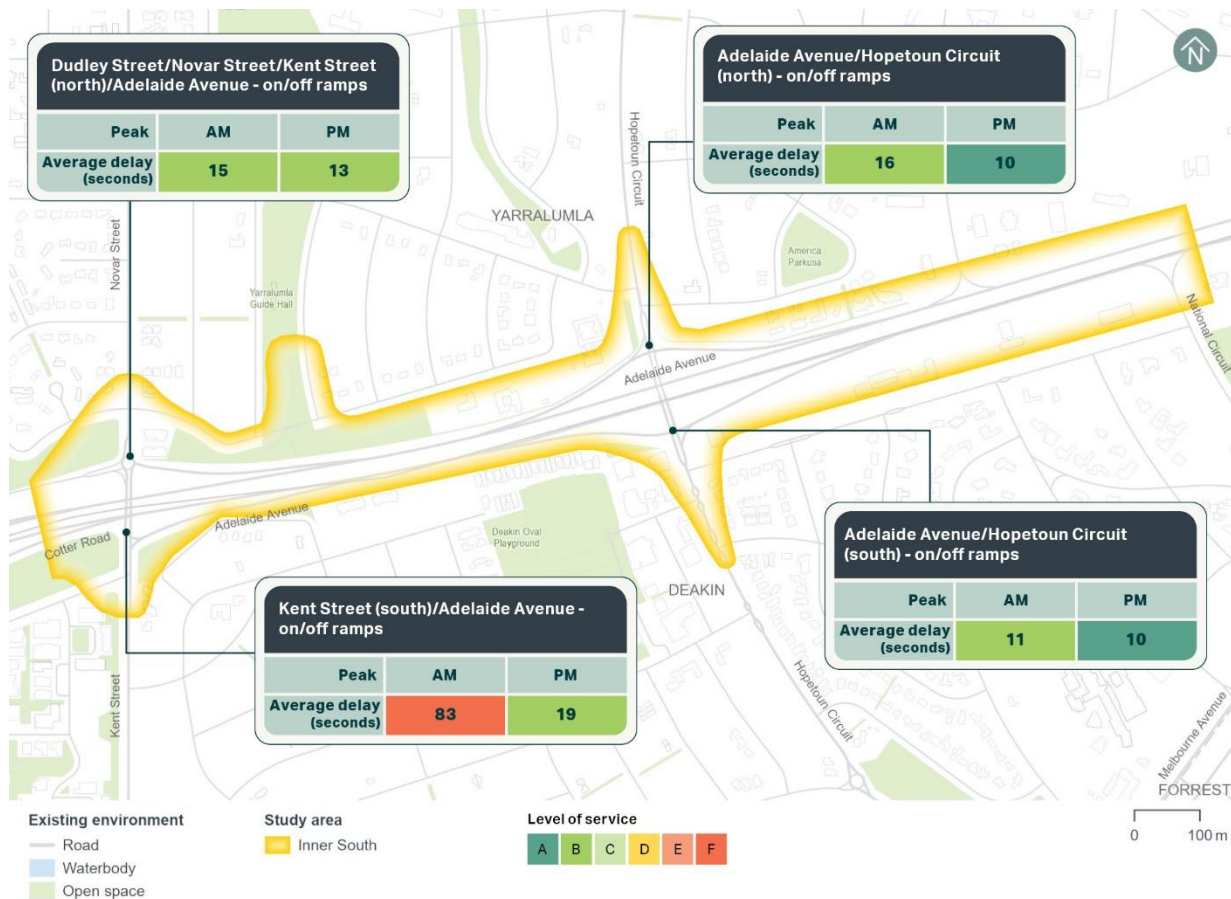 Dudley Street/Novar Street/Kent Street
(north)/Adelaide Avenue - on/off ramps
Peak AM PM
Average delay
(seconds) 15 13
Adelaide Avenue/Hopetoun Circuit
(north) - on/off ramps
Peak AM PM
Average delay
(seconds) 16 10
N
Hopetoun Circuit
YARRALUMLA
Novar Street
America
Parkusa
Yarralumla
Guide Hall
National Circuit
Adelaide Avenue
Adelaide Avenue
Cotter Road
Deakin Oval
Playground
DEAKIN
Kent Street
Hopetoun Circuit
Melbourne Avenue
FORREST
Adelaide Avenue/Hopetoun Circuit
(south) - on/off ramps
Peak AM PM
Average delay
(seconds) 11 10
Kent Street (south)/Adelaide Avenue -
on/off ramps
Peak AM PM
Average delay
(seconds) 83 19
Existing environment
Road
Waterbody
Open space
Study area
Inner South
Level of service
A B C D E F
0 100 m